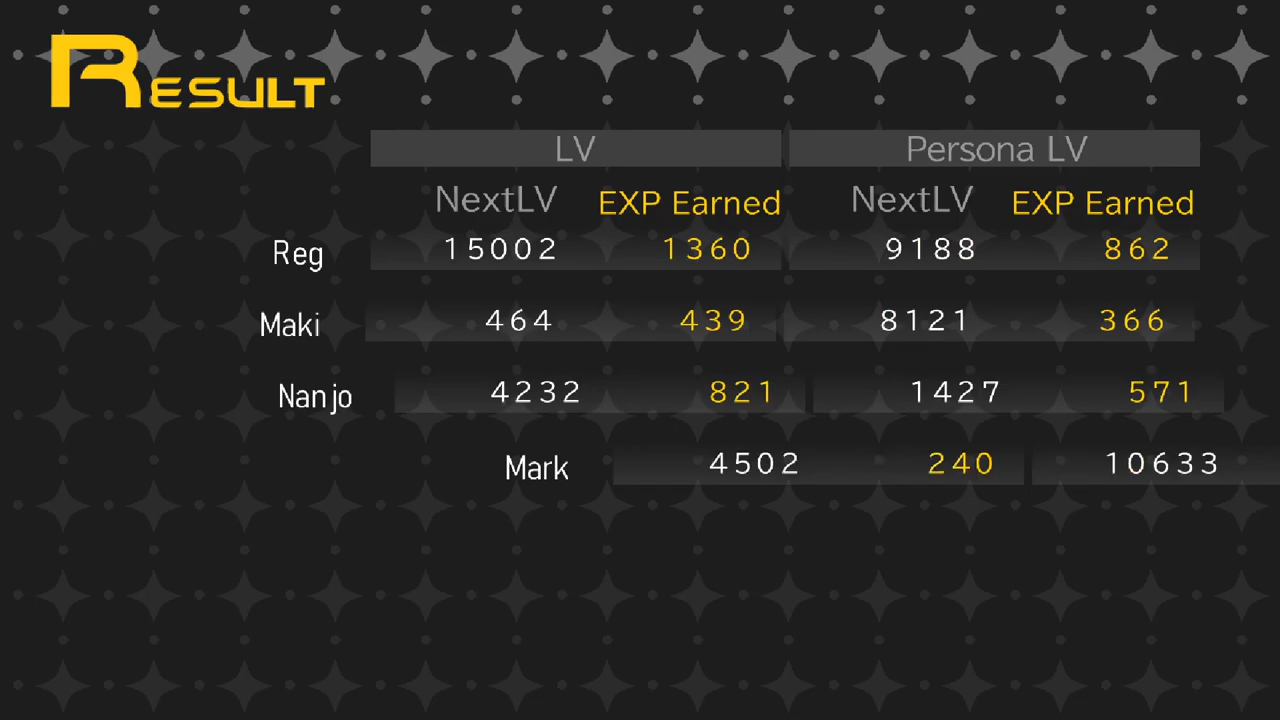 RESULT
LV Persona LV
NextLV EXP Earned NextLV EXP Earned
Reg 15002 1360 9188 862
Maki 464 439 8121 366
Nanjo 4232 821 1427 571
Mark 4502 240 10633